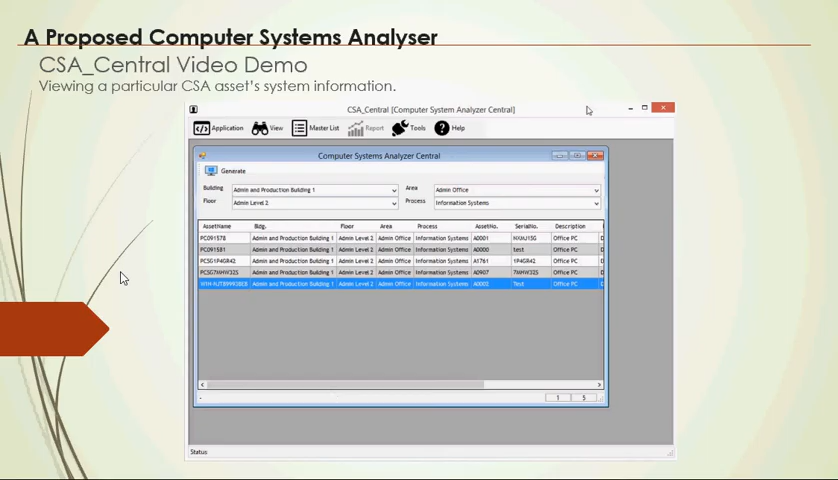 A Proposed Computer Systems Analyser
CSA_Central Video Demo
Viewing a particular CSA asset's system information.
CSA_Central [Computer System Analyzer Central]
Application View Master List Report Tools Help
Computer Systems Analyzer Central
Generate
Building Admin and Production Building 1 Area Admin Office
Floor Admin Level 2 Process Information Systems
AssetName Bldg. Floor Area Process AssetNo. SerialNo. Description
PC091578 Admin and Production Building 1 Admin Level 2 Admin Office Information Systems A0001 Office PC
PC091581 Admin and Production Building 1 Admin Level 2 Admin Office Information Systems A0000 test Office PC
PC5G1P4GR42 Admin and Production Building 1 Admin Level 2 Admin Office Information Systems A1761 1P4GR42 Office PC
PCSG7MHW32S Admin and Production Building 1 Admin Level 2 Admin Office Information Systems A0907 7MHW32S Office PC
Admin and Production Building 1 Admin Level 2 Admin Office Information Systems A0002 Test Office PC
- 1 5
Status: